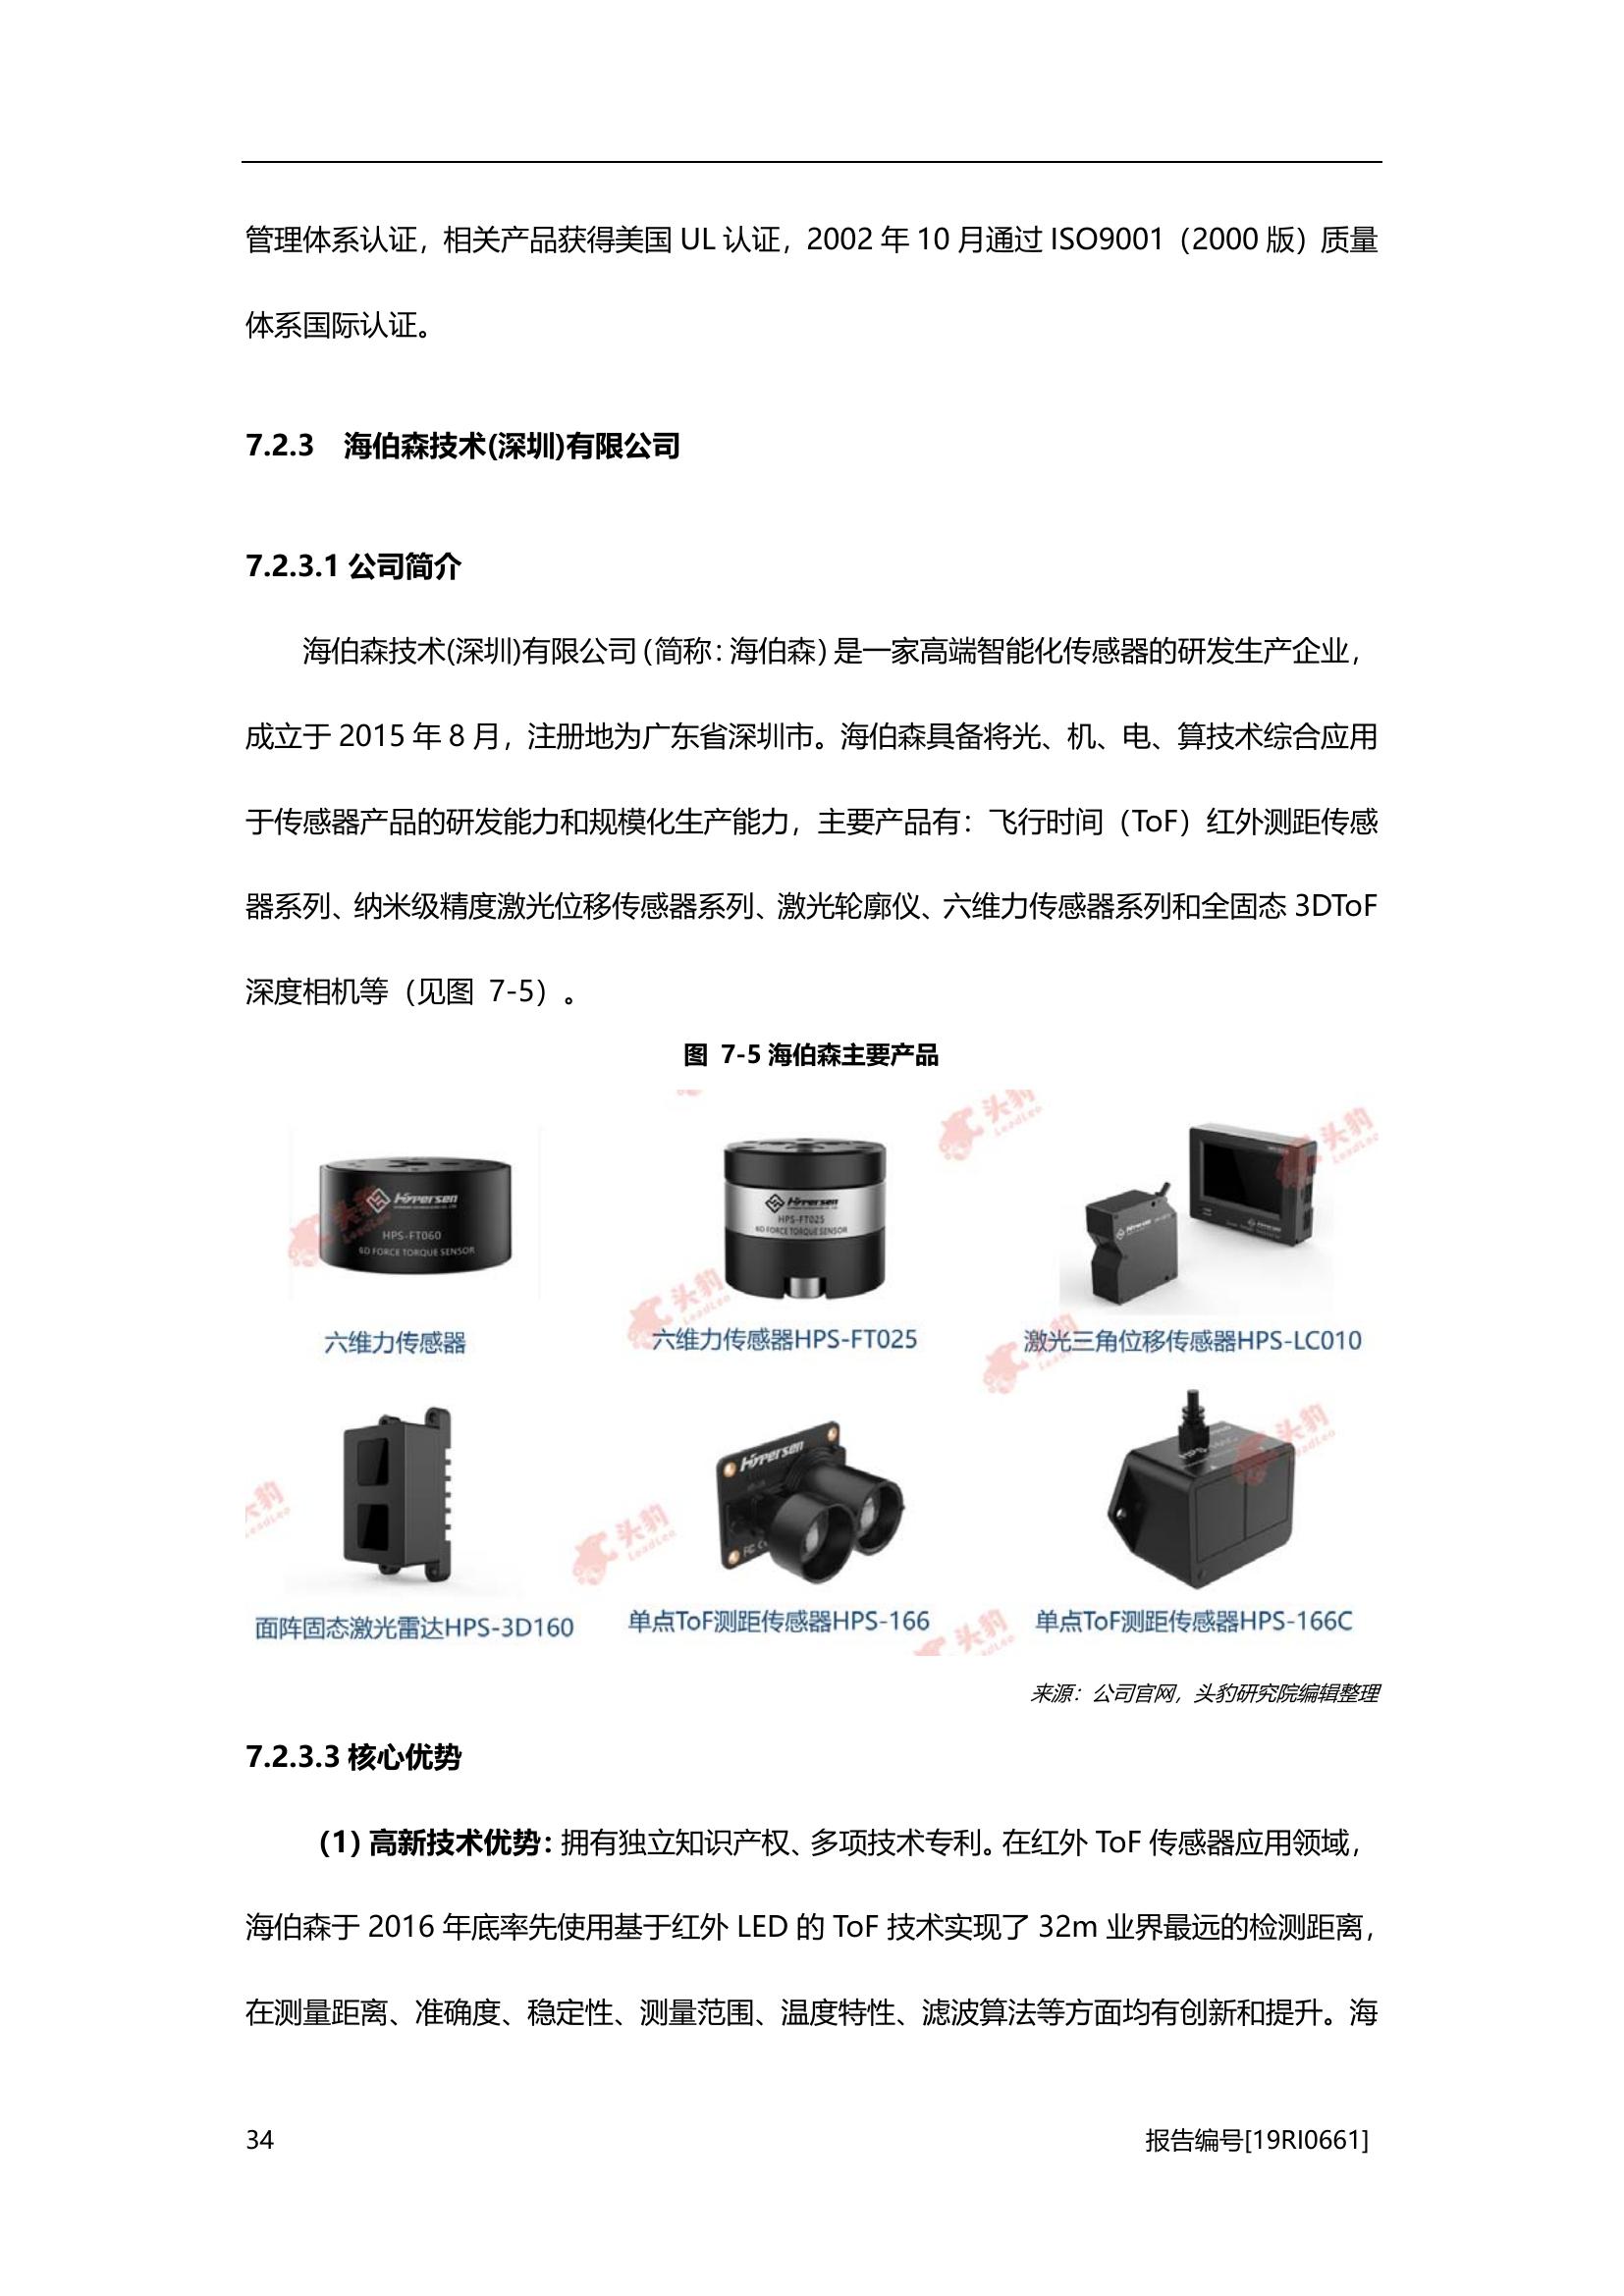 管理体系认证，相关产品获得美国 UL 认证，2002 年 10 月通过 ISO9001（2000 版）质量
体系国际认证。
7.2.3 海伯森技术(深圳)有限公司
7.2.3.1 公司简介
海伯森技术(深圳)有限公司（简称：海伯森）是一家高端智能化传感器的研发生产企业，
成立于 2015 年 8 月，注册地为广东省深圳市。海伯森具备将光、机、电、算技术综合应用
于传感器产品的研发能力和规模化生产能力，主要产品有：飞行时间（ToF）红外测距传感
器系列、纳米级精度激光位移传感器系列、激光轮廓仪、六维力传感器系列和全固态 3DToF
深度相机等（见图 7-5）。
图 7-5 海伯森主要产品
头豹
LeadLeo
头豹
LeadLeo
Hypersen
HPS-FT060
6D FORCE TORQUE SENSOR
Hypersen
HPS-FT025
6D FORCE TORQUE SENSOR
Hypersen
头豹
LeadLeo
六维力传感器
六维力传感器HPS-FT025
激光三角位移传感器HPS-LC010
Hypersen
FC
头豹
LeadLeo
头豹
LeadLeo
面阵固态激光雷达HPS-3D160
单点ToF测距传感器HPS-166
单点ToF测距传感器HPS-166C
头豹
来源：公司官网，头豹研究院编辑整理
7.2.3.3 核心优势
（1）高新技术优势：拥有独立知识产权、多项技术专利。在红外 ToF 传感器应用领域，
海伯森于 2016 年底率先使用基于红外 LED 的 ToF 技术实现了 32m 业界最远的检测距离，
在测量距离、准确度、稳定性、测量范围、温度特性、滤波算法等方面均有创新和提升。海
34
报告编号[19RI0661]